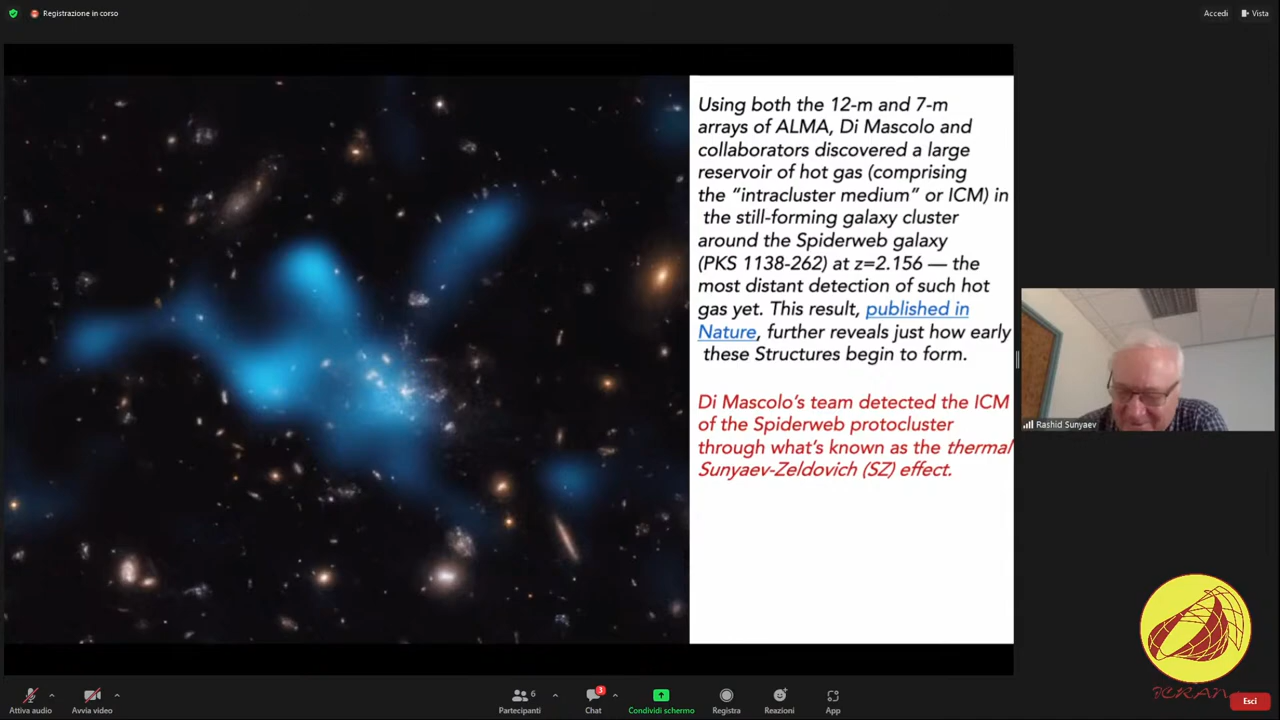 Registrazione in corso
Accedi
Vista
Using both the 12-m and 7-m
arrays of ALMA, Di Mascolo and
collaborators discovered a large
reservoir of hot gas (comprising
the “intracluster medium” or ICM) in
the still-forming galaxy cluster
around the Spiderweb galaxy
(PKS 1138-262) at z=2.156 — the
most distant detection of such hot
gas yet. This result, published in
Nature, further reveals just how early
these Structures begin to form.
Di Mascolo’s team detected the ICM
of the Spiderweb protocluster
through what’s known as the thermal
Sunyaev-Zeldovich (SZ) effect.
Rashid Sunyaev
ICRANet
Attiva audio
Avvia video
6
Partecipanti
3
Chat
Condividi schermo
Registra
Reazioni
App
Esci